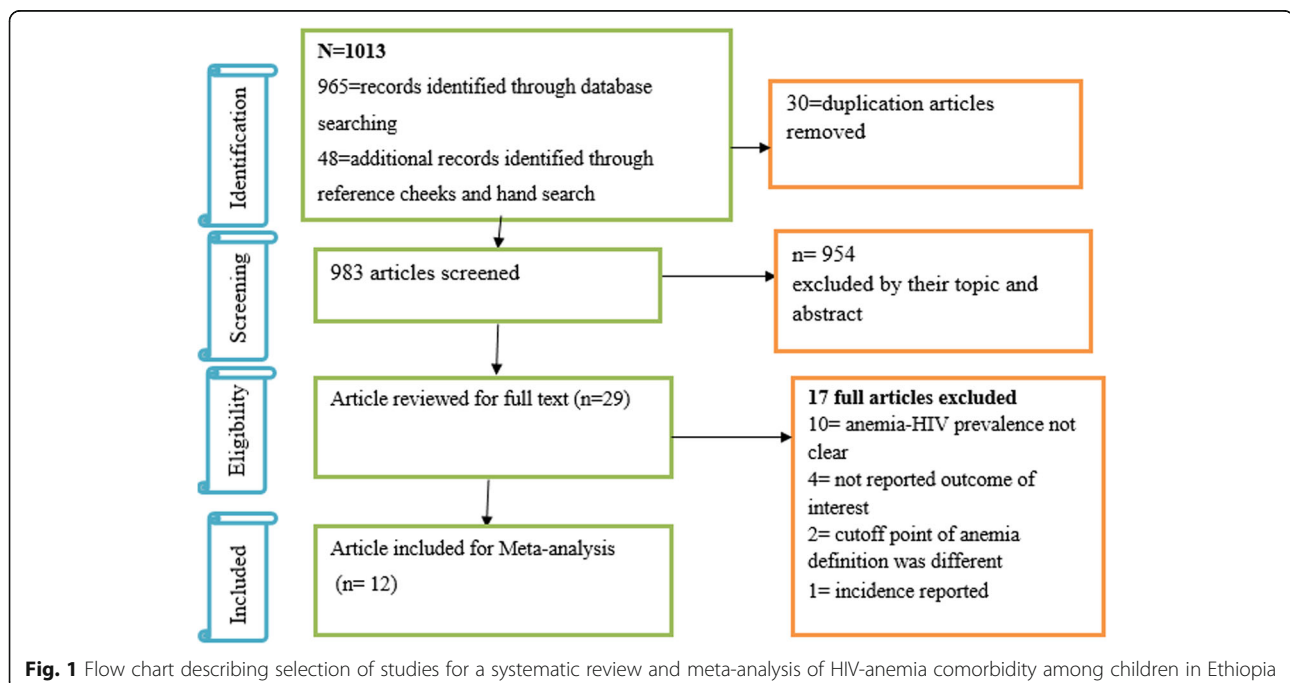 Identification
N=1013
965=records identified through database
searching
48=additional records identified through
reference cheeks and hand search
30=duplication articles
removed
Screening
983 articles screened
n= 954
excluded by their topic and
abstract
Eligibility
Article reviewed for full text (n=29)
17 full articles excluded
10= anemia-HIV prevalence not
clear
4= not reported outcome of
interest
2= cutoff point of anemia
definition was different
1= incidence reported
Included
Article included for Meta-analysis
(n= 12)
Fig. 1 Flow chart describing selection of studies for a systematic review and meta-analysis of HIV-anemia comorbidity among children in Ethiopia